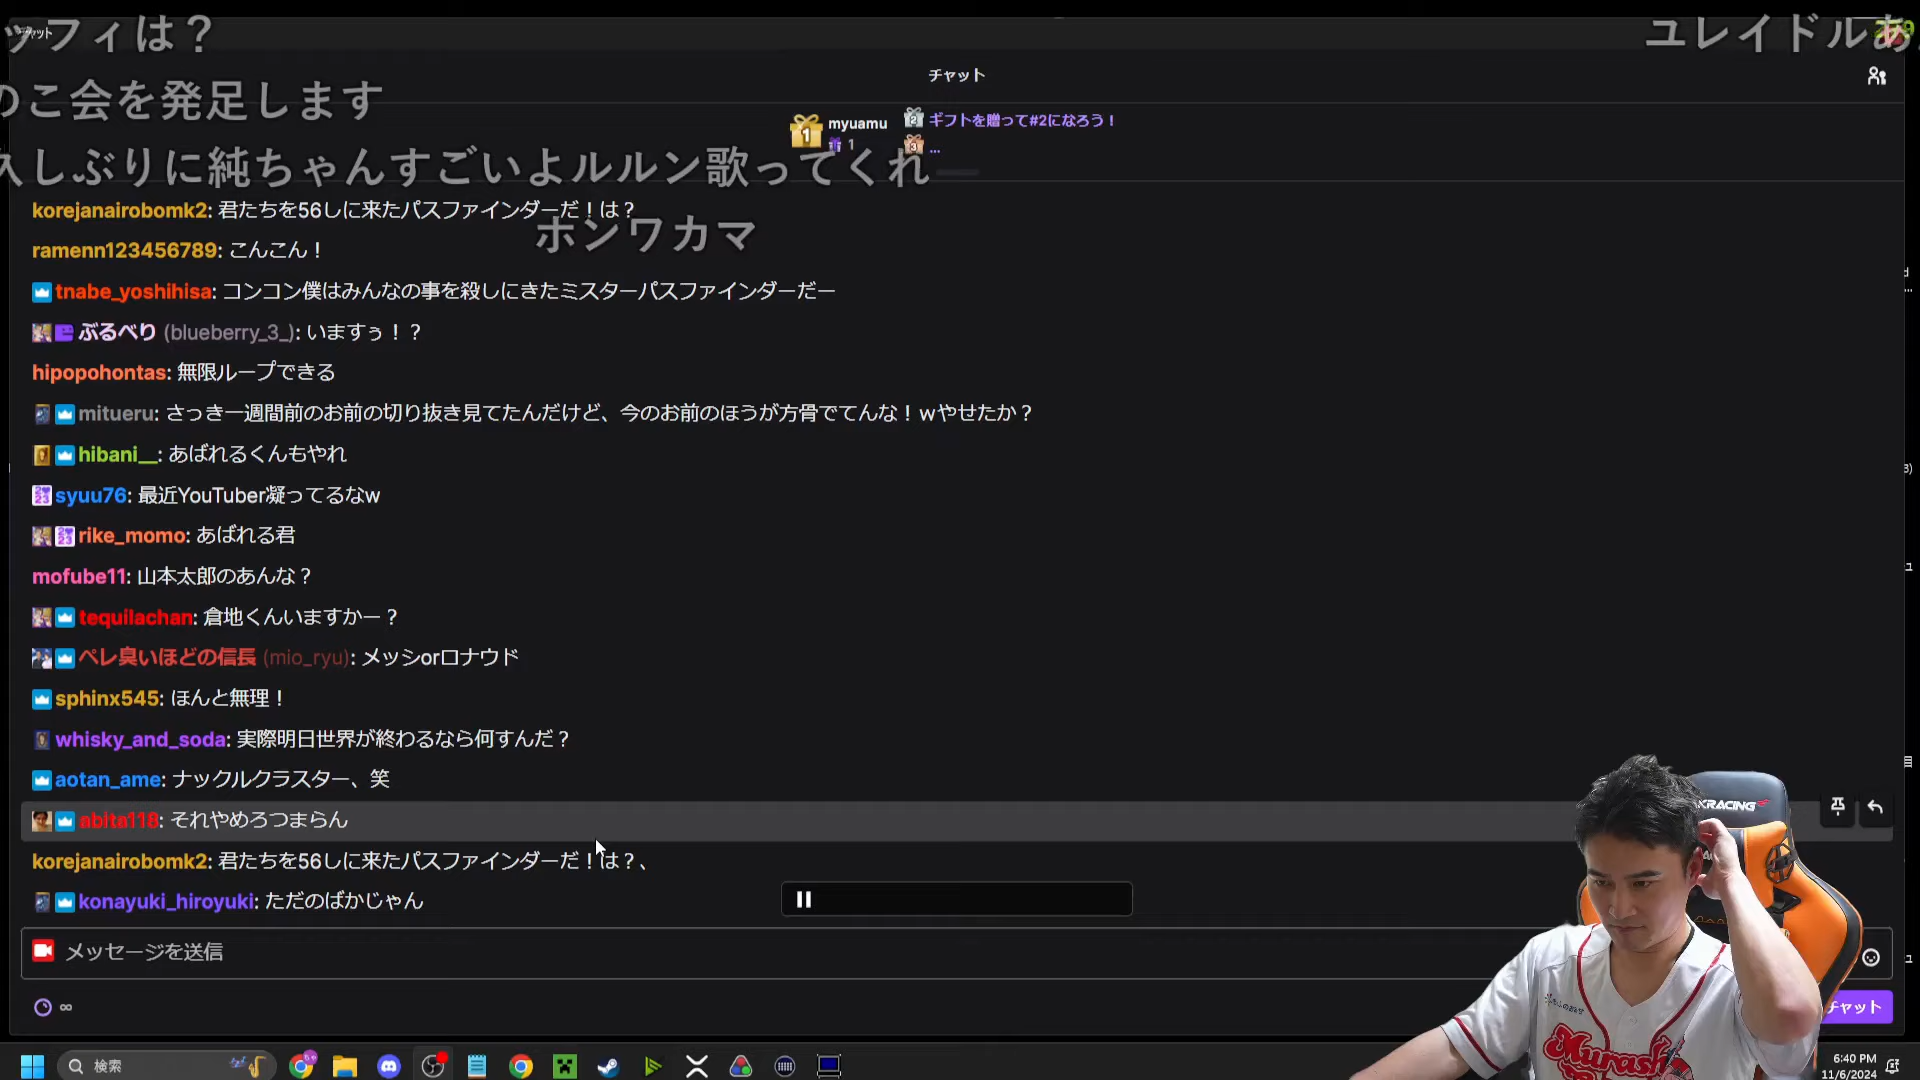 ッフィは？
チャット
ユレイドルあ
チャット
のこ会を発足します
myuamu
1
ギフトを贈って#2になろう！
...
久しぶりに純ちゃんすごいよルルン歌ってくれ
korejanairobomk2: 君たちを56しに来たパスファインダーだ！は？
ホンワカマ
ramenn123456789: こんこん！
tnabe_yoshihisa: コンコン僕はみんなの事を殺しにきたミスターパスファインダーだー
ぶるべり (blueberry_3_): いますぅ！？
hipopohontas: 無限ループできる
mitueru: さっき一週間前のお前の切り抜き見てたんだけど、今のお前のほうが方骨でてんな！wやせたか？
hibani__: あばれるくんもやれ
syuu76: 最近YouTuber凝ってるなw
rike_momo: あばれる君
mofube11: 山本太郎のあんな？
tequilachan: 倉地くんいますかー？
ペレ臭いほどの信長 (mio_ryu): メッシorロナウド
sphinx545: ほんと無理！
whisky_and_soda: 実際明日世界が終わるなら何すんだ？
aotan_ame: ナックルクラスター、笑
abita118: それやめろつまらん
korejanairobomk2: 君たちを56しに来たパスファインダーだ！は？、
konayuki_hiroyuki: ただのばかじゃん
メッセージを送信
∞
チャット
AKRACING
Murash
検索
6:40 PM
11/6/2024